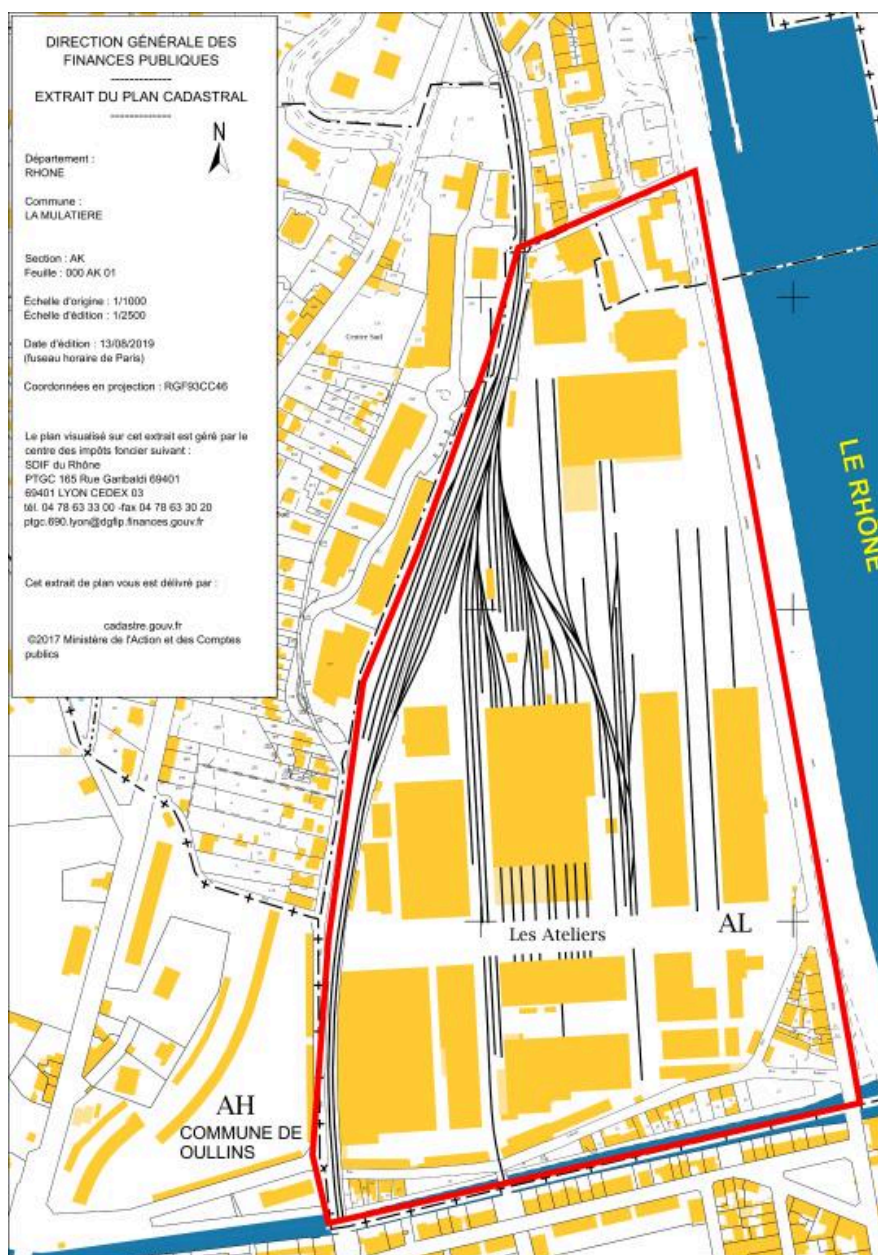 DIRECTION GÉNÉRALE DES
FINANCES PUBLIQUES
-------------
EXTRAIT DU PLAN CADASTRAL
-------------
N
Département :
RHONE
Commune :
LA MULATIERE
Section : AK
Feuille : 000 AK 01
Échelle d'origine : 1/1000
Échelle d'édition : 1/2500
Date d'édition : 13/08/2019
(fuseau horaire de Paris)
Coordonnées en projection : RGF93CC46
Le plan visualisé sur cet extrait est géré par le
centre des impôts foncier suivant :
SDIF du Rhône
PTGC 165 Rue Garibaldi 69401
69401 LYON CEDEX 03
tél. 04 78 63 33 00 -fax 04 78 63 30 20
ptgc.690.lyon@dgfip.finances.gouv.fr
Cet extrait de plan vous est délivré par :
cadastre.gouv.fr
©2017 Ministère de l'Action et des Comptes
publics
Centre Sud
LE RHÔNE
Les Ateliers
AL
AH
COMMUNE DE
OULLINS